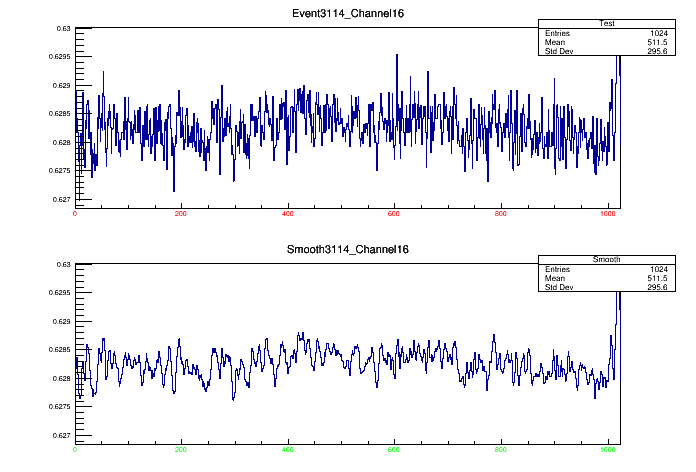 Event3114_Channel16
Test
Entries 1024
Mean 511.5
Std Dev 295.6
0.63
0.6295
0.629
0.6285
0.628
0.6275
0.627
0 200 400 600 800 1000
Smooth3114_Channel16
Smooth
Entries 1024
Mean 511.5
Std Dev 295.6
0.63
0.6295
0.629
0.6285
0.628
0.6275
0.627
0 200 400 600 800 1000